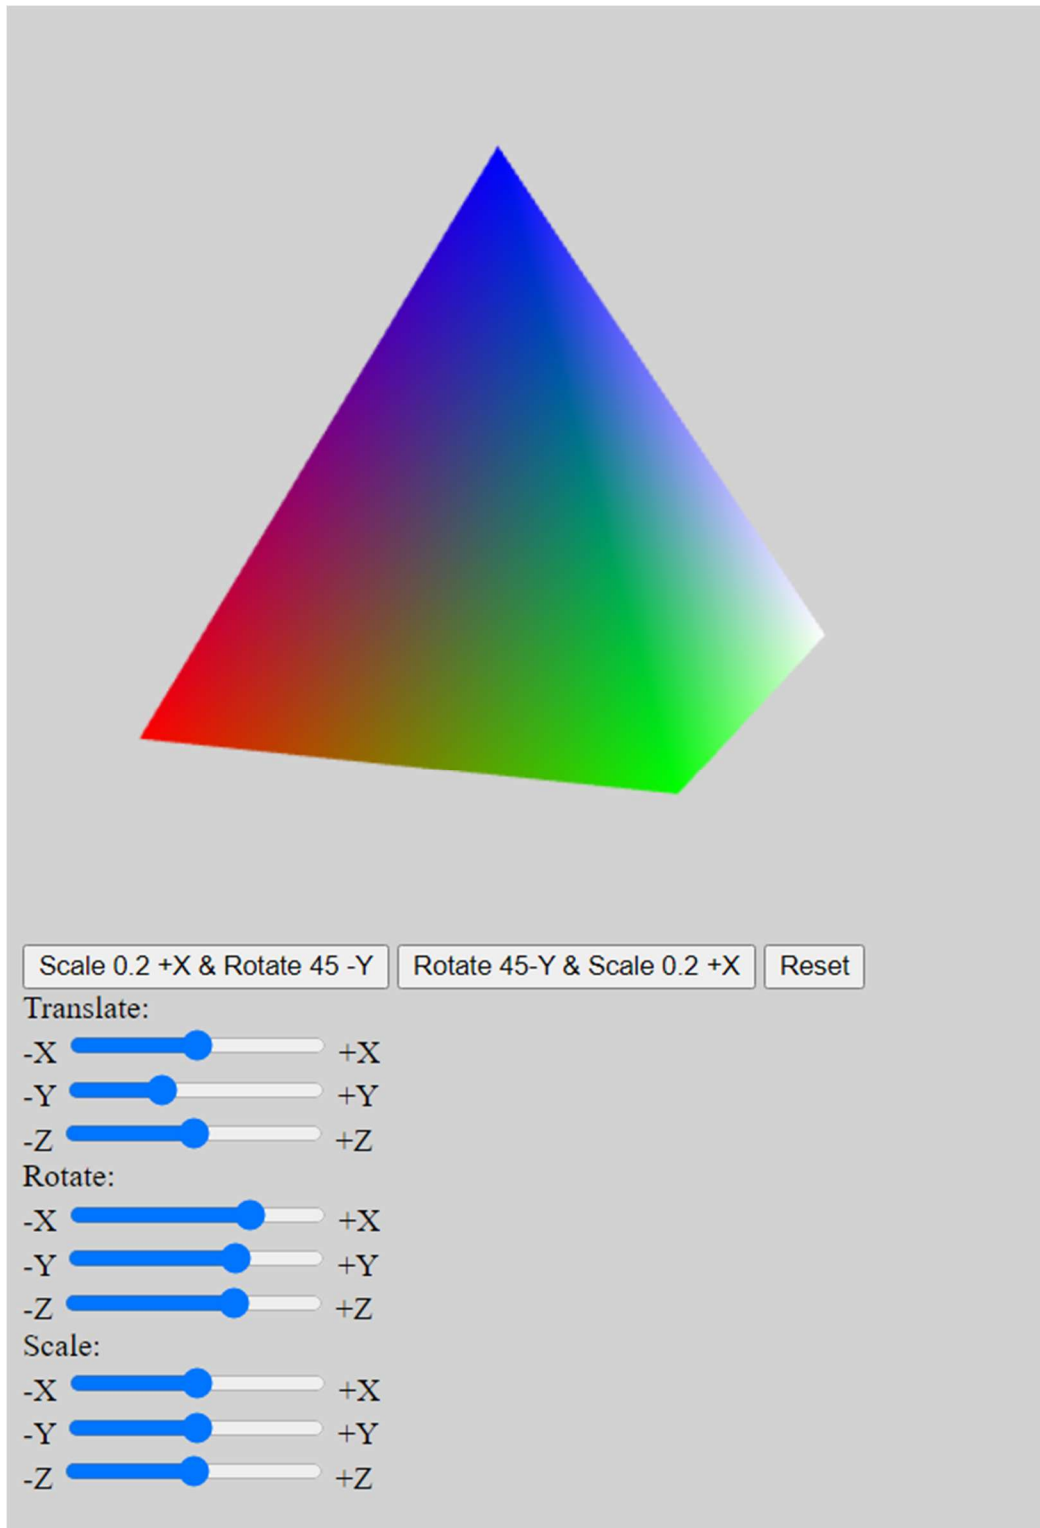 Scale 0.2 +X & Rotate 45 -Y Rotate 45-Y & Scale 0.2 +X Reset
Translate:
-X +X
-Y +Y
-Z +Z
Rotate:
-X +X
-Y +Y
-Z +Z
Scale:
-X +X
-Y +Y
-Z +Z